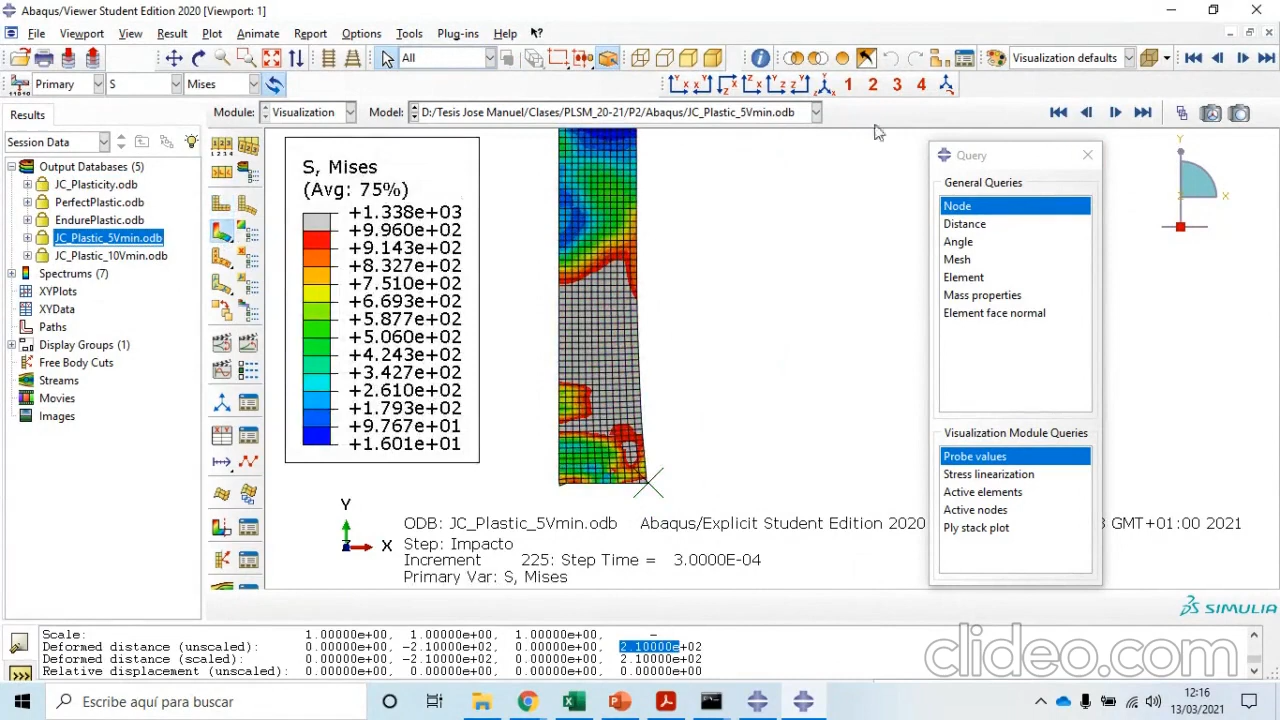 Abaqus/Viewer Student Edition 2020 [Viewport: 1]
File Viewport View Result Plot Animate Report Options Tools Plug-ins Help
All
Visualization defaults
Primary S Mises
1 2 3 4
Results
Module: Visualization Model: D:/Tesis Jose Manuel/Clases/PLSM_20-21/P2/Abaqus/JC_Plastic_5Vmin.odb
Session Data
Output Databases (5)
JC_Plasticity.odb
PerfectPlastic.odb
EndurePlastic.odb
JC_Plastic_5Vmin.odb
JC_Plastic_10Vmin.odb
Spectrums (7)
XYPlots
XYData
Paths
Display Groups (1)
Free Body Cuts
Streams
Movies
Images
S, Mises
(Avg: 75%)
+1.338e+03
+9.960e+02
+9.143e+02
+8.327e+02
+7.510e+02
+6.693e+02
+5.877e+02
+5.060e+02
+4.243e+02
+3.427e+02
+2.610e+02
+1.793e+02
+9.767e+01
+1.601e+01
Y
X
ODB: JC_Plastic_5Vmin.odb Abaqus/Explicit Student Edition 2020 GMT+01:00 2021
Step: Impacto
Increment 225: Step Time = 3.0000E-04
Primary Var: S, Mises
Query
General Queries
Node
Distance
Angle
Mesh
Element
Mass properties
Element face normal
Visualization Module Queries
Probe values
Stress linearization
Active elements
Active nodes
Ply stack plot
Y
Z
X
SIMULIA
Scale: 1.00000e+00, 1.00000e+00, 1.00000e+00, –
Deformed distance (unscaled): 0.00000e+00, −2.10000e+02, 0.00000e+00, 2.10000e+02
Deformed distance (scaled): 0.00000e+00, −2.10000e+02, 0.00000e+00, 2.10000e+02
Relative displacement (unscaled): 0.00000e+00, 0.00000e+00, 0.00000e+00, 0.00000e+00
clideo.com
Escribe aquí para buscar
12:16
13/03/2021